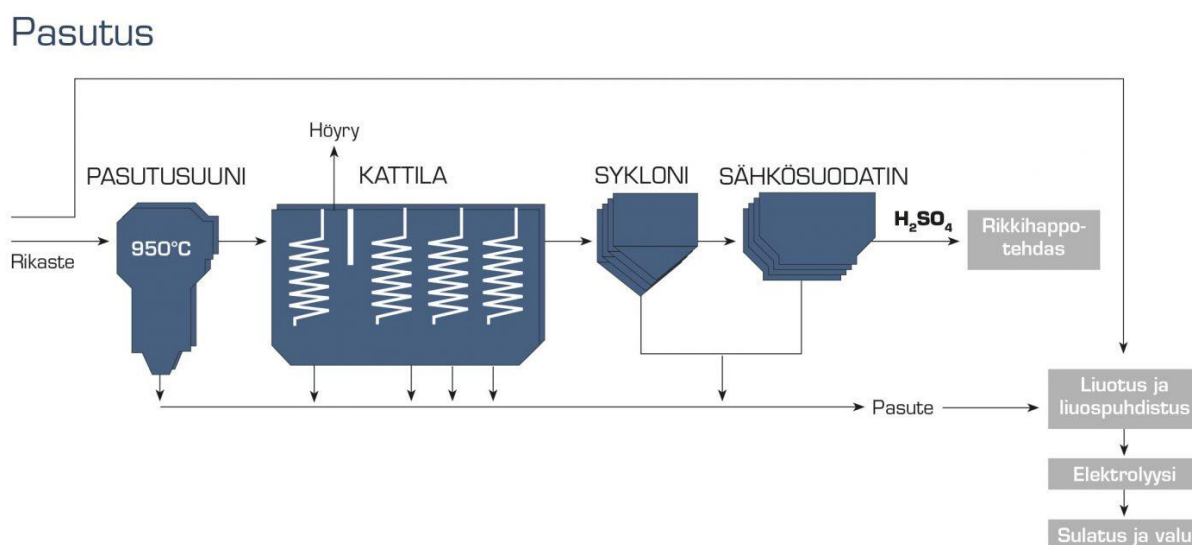 Pasutus
Höyry
PASUTUSUUNI
KATTILA
SYKLONI
SÄHKÖSUODATIN
950°C
H₂SO₄
Rikkihappo-
tehdas
Rikaste
Pasute
Liuotus ja
liuospuhdistus
Elektrolyysi
Sulatus ja valu